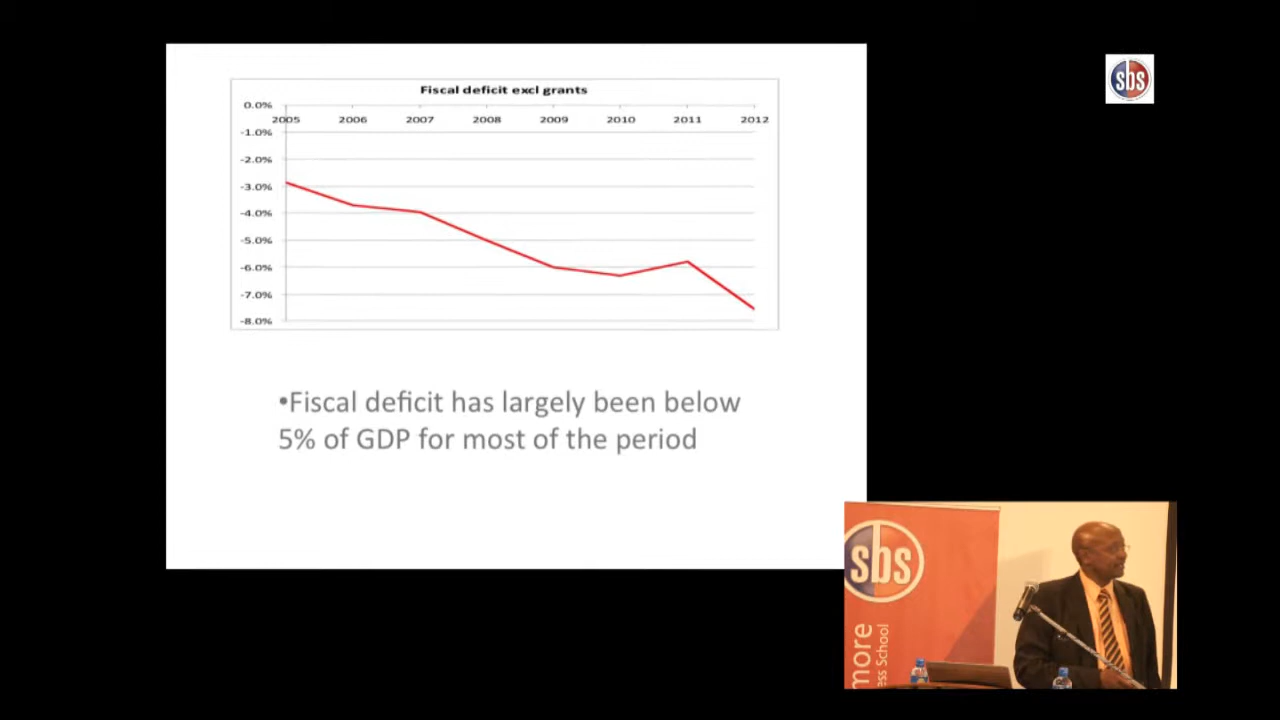 sbs
Fiscal deficit excl grants
0.0%
2005 2006 2007 2008 2009 2010 2011 2012
-1.0%
-2.0%
-3.0%
-4.0%
-5.0%
-6.0%
-7.0%
-8.0%
•Fiscal deficit has largely been below
5% of GDP for most of the period
sbs
more
ess School